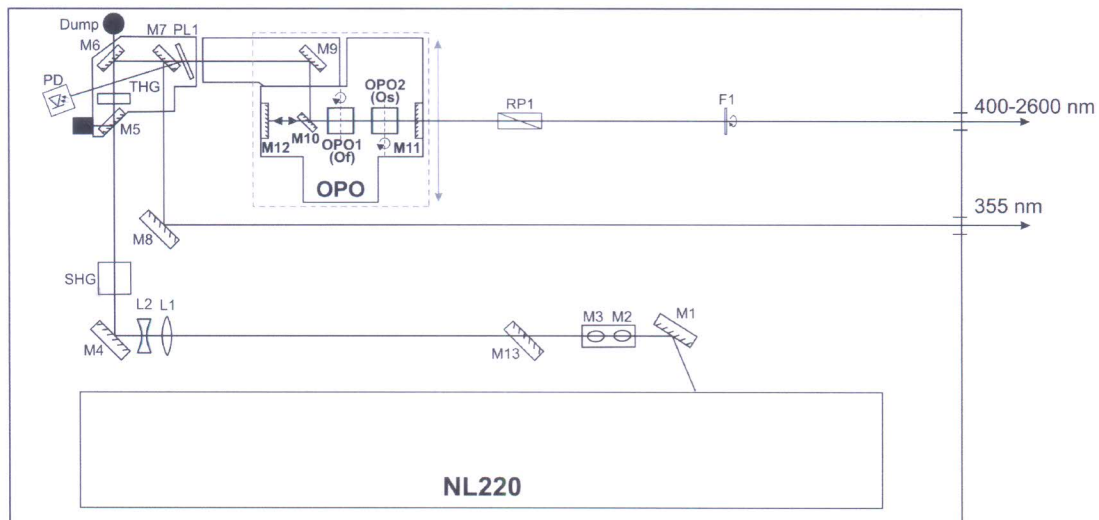 Dump
M6
M7
PL1
M9
PD
THG
OPO2
(Os)
RP1
F1
400-2600 nm
M5
M12
M10
OPO1
(Of)
M11
OPO
355 nm
M8
SHG
L2
L1
M3
M2
M1
M4
M13
NL220